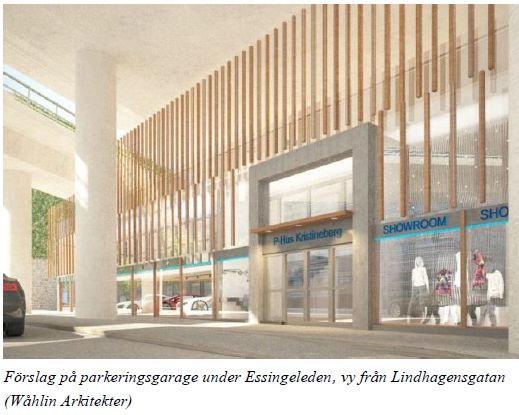 SHOWROOM
SHO
P-Hus Kristineberg
Förslag på parkeringsgarage under Essingeleden, vy från Lindhagensgatan
(Wåhlin Arkitekter)